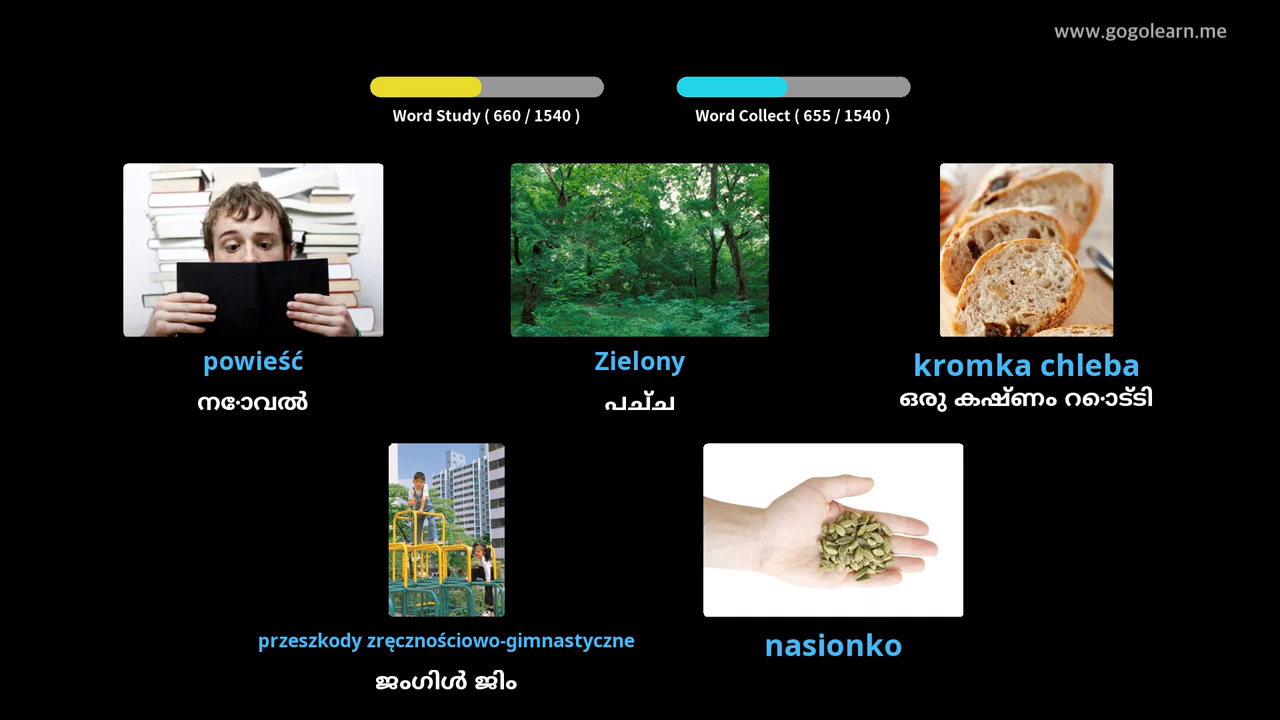 www.gogolearn.me
Word Study ( 660 / 1540 )
Word Collect ( 655 / 1540 )
powieść
നോവൽ
Zielony
പച്ച
kromka chleba
ഒരു കഷ്ണം റൊട്ടി
przeszkody zręcznościowo-gimnastyczne
ജംഗിൾ ജിം
nasionko